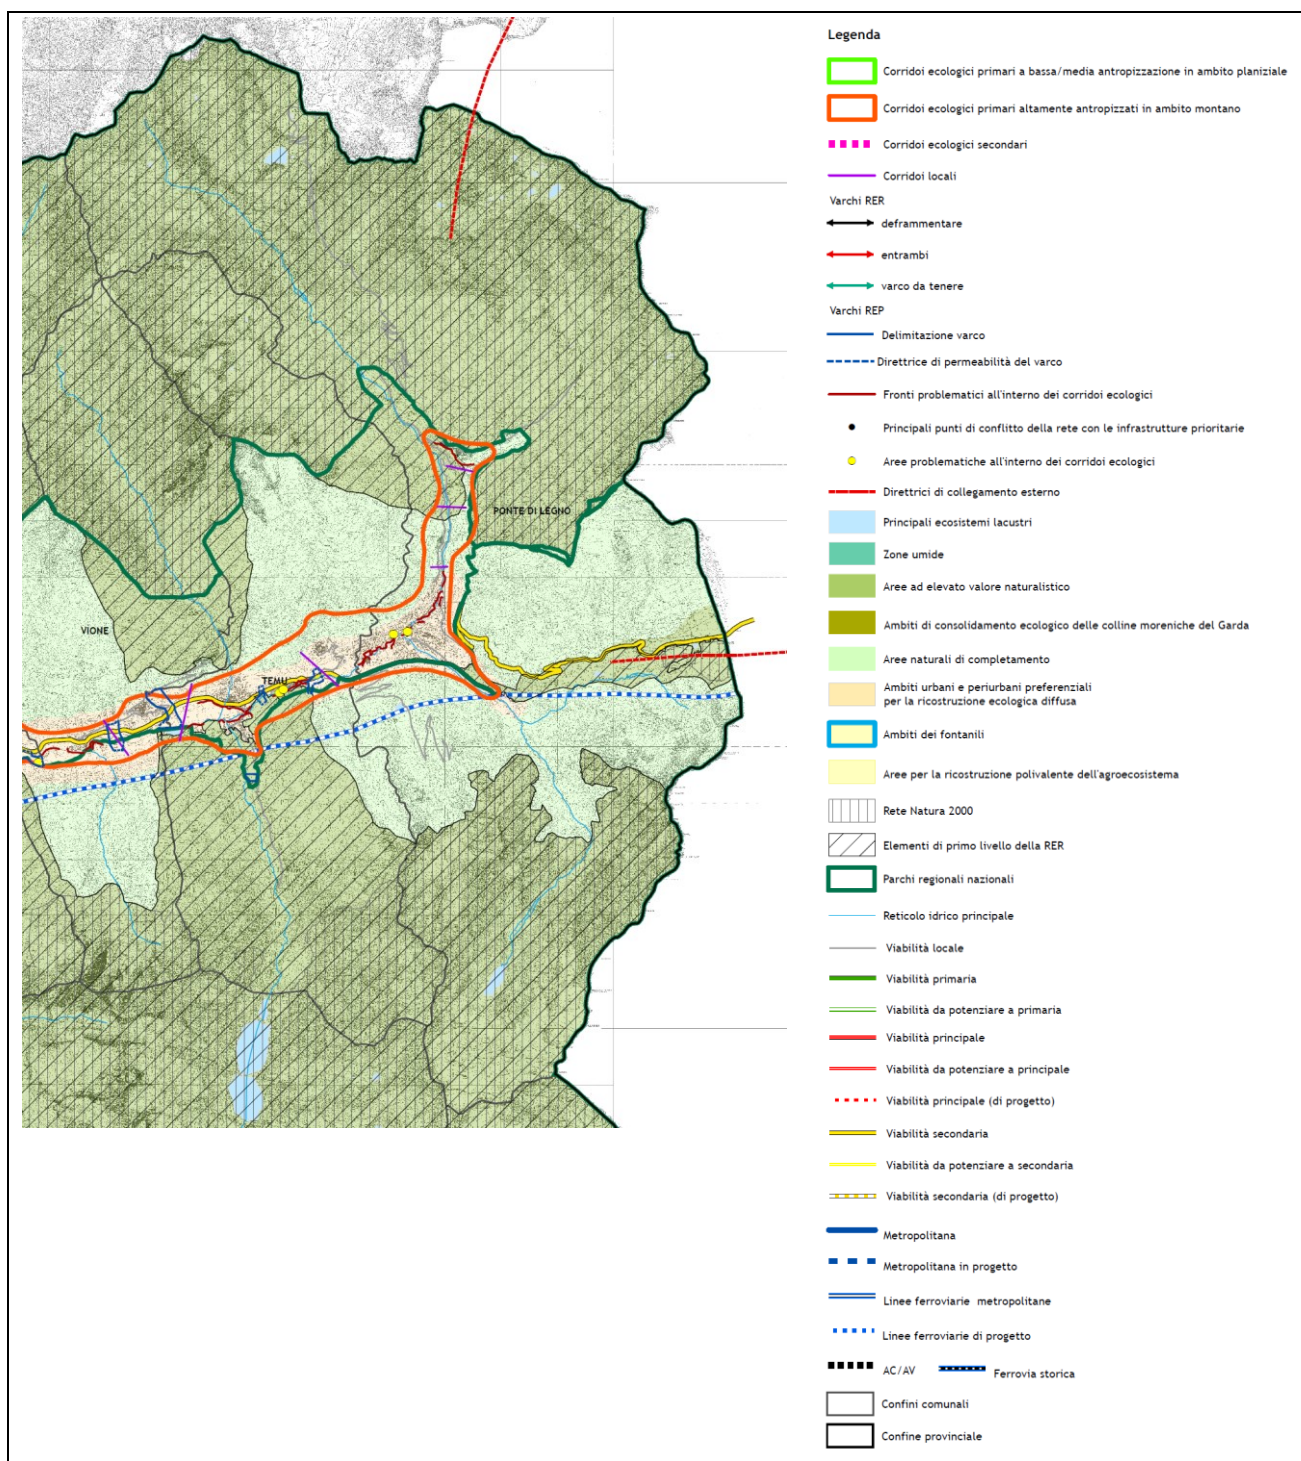 PONTE DI LEGNO
VIONE
TEMU'
Legenda
Corridoi ecologici primari a bassa/media antropizzazione in ambito planiziale
Corridoi ecologici primari altamente antropizzati in ambito montano
Corridoi ecologici secondari
Corridoi locali
Varchi RER
deframmentare
entrambi
varco da tenere
Varchi REP
Delimitazione varco
Direttrice di permeabilità del varco
Fronti problematici all'interno dei corridoi ecologici
Principali punti di conflitto della rete con le infrastrutture prioritarie
Aree problematiche all'interno dei corridoi ecologici
Direttrici di collegamento esterno
Principali ecosistemi lacustri
Zone umide
Aree ad elevato valore naturalistico
Ambiti di consolidamento ecologico delle colline moreniche del Garda
Aree naturali di completamento
Ambiti urbani e periurbani preferenziali
per la ricostruzione ecologica diffusa
Ambiti dei fontanili
Aree per la ricostruzione polivalente dell'agroecosistema
Rete Natura 2000
Elementi di primo livello della RER
Parchi regionali nazionali
Reticolo idrico principale
Viabilità locale
Viabilità primaria
Viabilità da potenziare a primaria
Viabilità principale
Viabilità da potenziare a principale
Viabilità principale (di progetto)
Viabilità secondaria
Viabilità da potenziare a secondaria
Viabilità secondaria (di progetto)
Metropolitana
Metropolitana in progetto
Linee ferroviarie metropolitane
Linee ferroviarie di progetto
AC/AV Ferrovia storica
Confini comunali
Confine provinciale